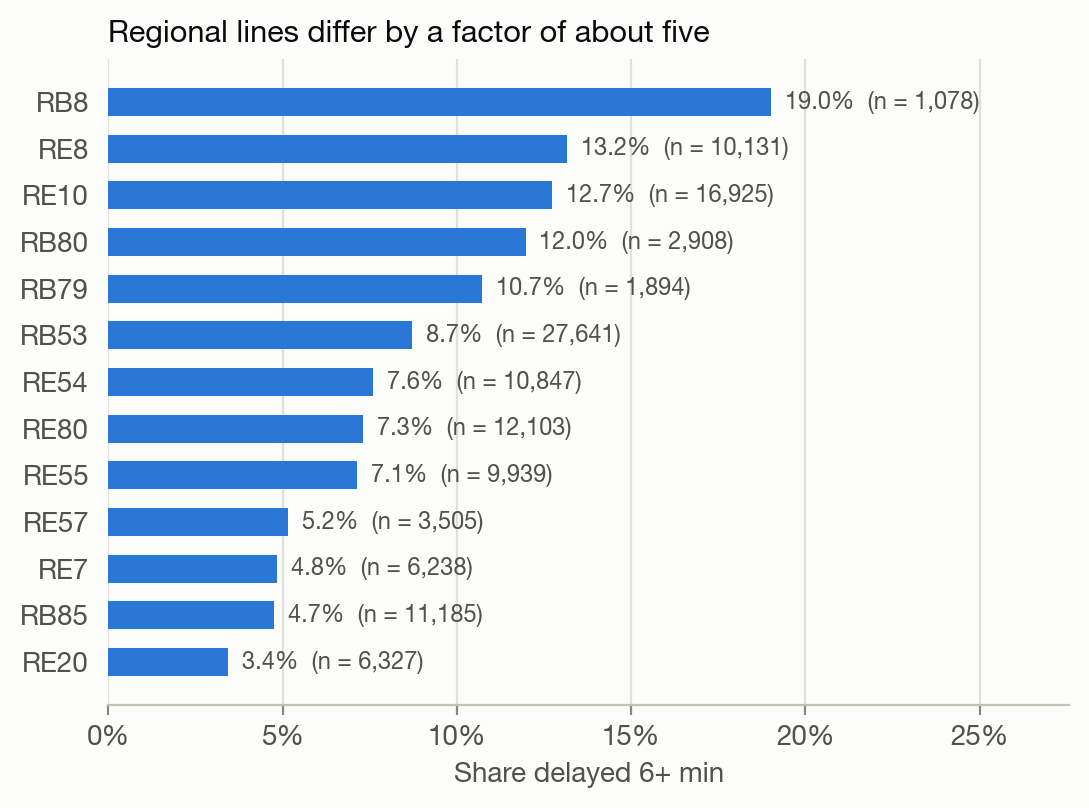 Regional lines differ by a factor of about five
RB8 19.0% (n = 1,078)
RE8 13.2% (n = 10,131)
RE10 12.7% (n = 16,925)
RB80 12.0% (n = 2,908)
RB79 10.7% (n = 1,894)
RB53 8.7% (n = 27,641)
RE54 7.6% (n = 10,847)
RE80 7.3% (n = 12,103)
RE55 7.1% (n = 9,939)
RE57 5.2% (n = 3,505)
RE7 4.8% (n = 6,238)
RB85 4.7% (n = 11,185)
RE20 3.4% (n = 6,327)
0% 5% 10% 15% 20% 25%
Share delayed 6+ min